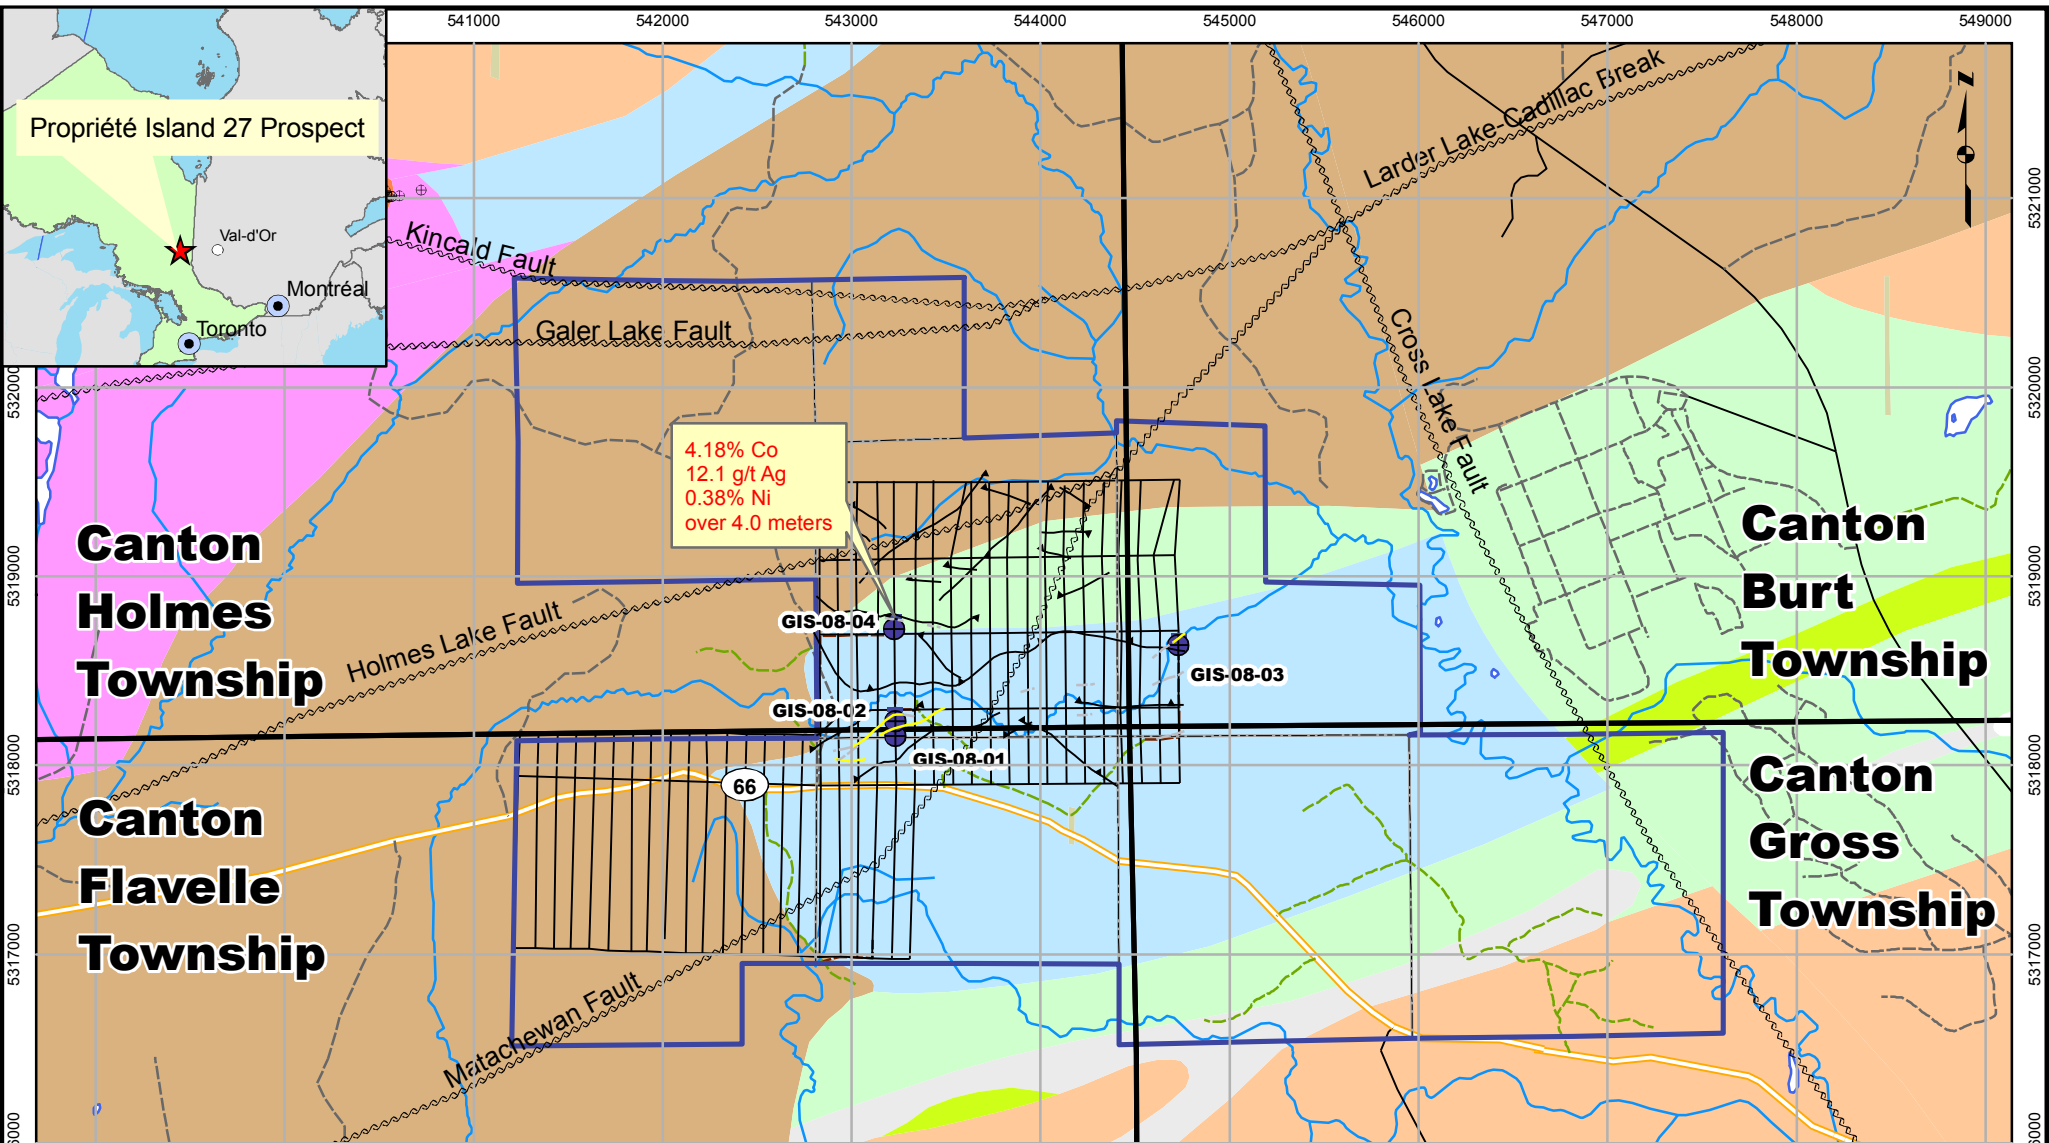 541000 542000 543000 544000 545000 546000 547000 548000 549000
Propriété Island 27 Prospect
Val-d'Or
Montréal
Toronto
Larder Lake-Cadillac Break
Kincald Fault
Galer Lake Fault
Cross Lake Fault
5321000
5321000
5320000
5320000
4.18% Co
12.1 g/t Ag
0.38% Ni
over 4.0 meters
Canton
Holmes
Township
Canton
Burt
Township
5319000
5319000
Holmes Lake Fault
GIS-08-04
GIS-08-03
GIS-08-02
GIS-08-01
5318000
5318000
66
Canton
Flavelle
Township
Canton
Gross
Township
5317000
5317000
Matachewan Fault